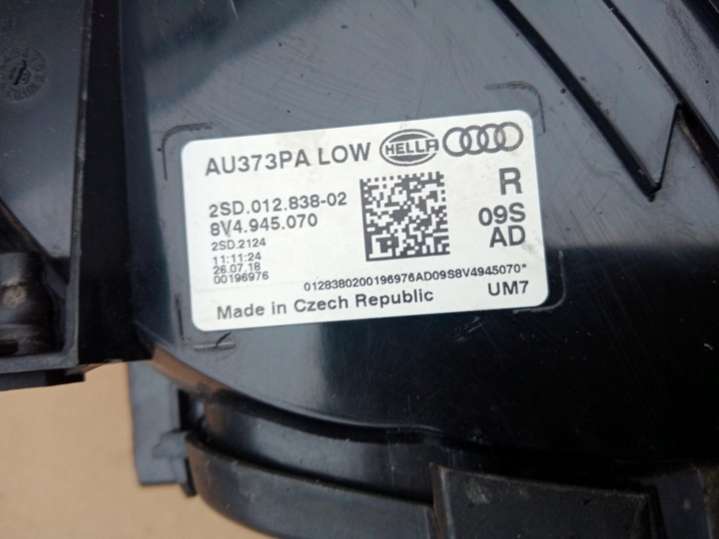 AU373PA LOW HELLA
2SD.012.838-02 R
8V4.945.070 09S
2SD.2124 AD
11:11:24
26.07.18
00196976 0128380200196976AD09S8V4945070*
Made in Czech Republic UM7